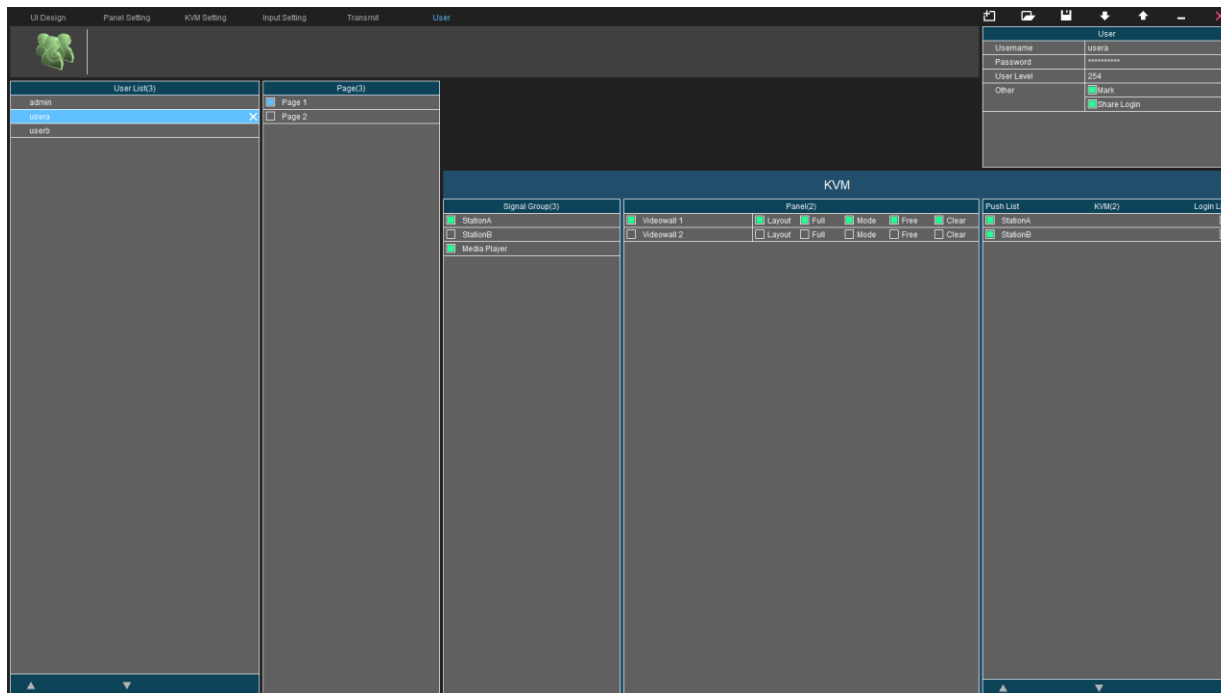 UI Design Panel Setting KVM Setting Input Setting Transmit User
User
Username usera
Password **********
User Level 254
Other Mark
Share Login
User List(3)
admin
usera
userb
Page(3)
Page 1
Page 2
KVM
Signal Group(3)
StationA
StationB
Media Player
Panel(2)
Videowall 1 Layout Full Mode Free Clear
Videowall 2 Layout Full Mode Free Clear
Push List KVM(2) Login L
StationA
StationB